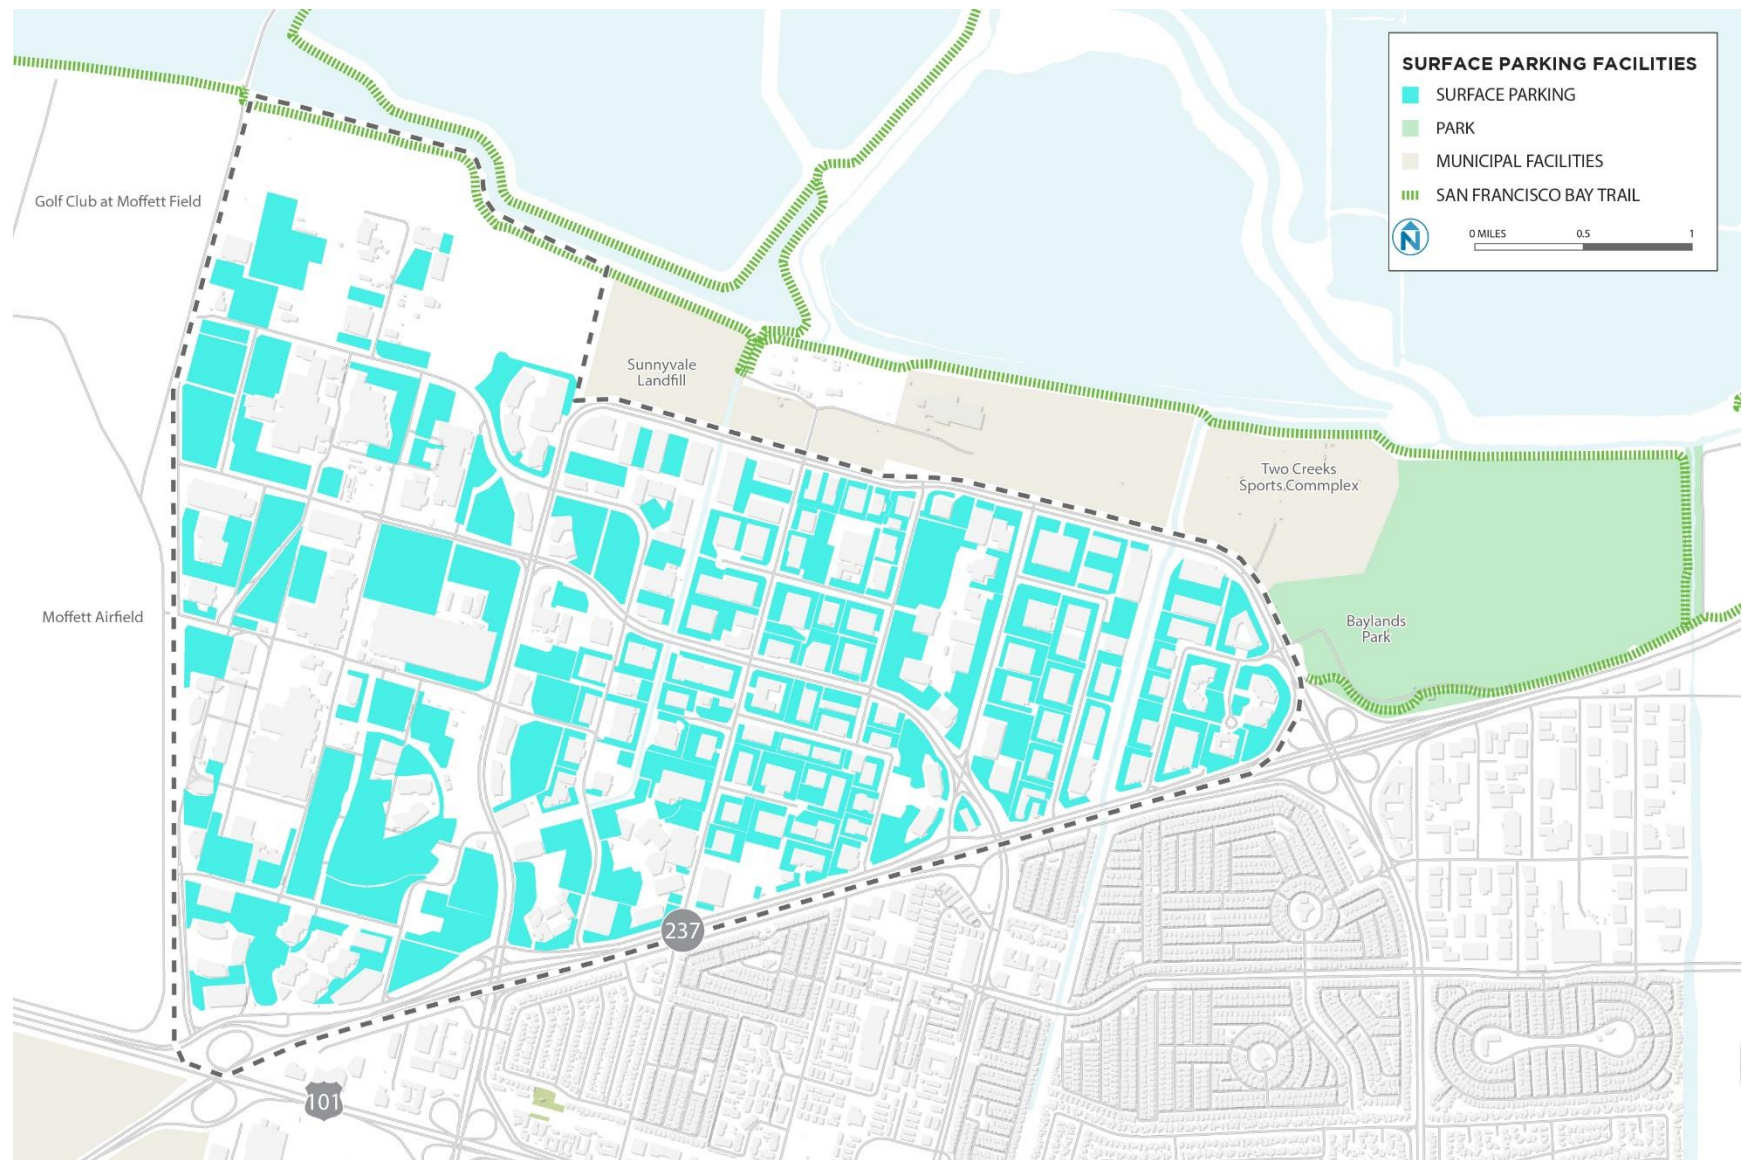 SURFACE PARKING FACILITIES
SURFACE PARKING
PARK
MUNICIPAL FACILITIES
SAN FRANCISCO BAY TRAIL
N
0 MILES 0.5 1
Golf Club at Moffett Field
Sunnyvale
Landfill
Two Creeks
Sports Commplex
Moffett Airfield
Baylands
Park
237
101